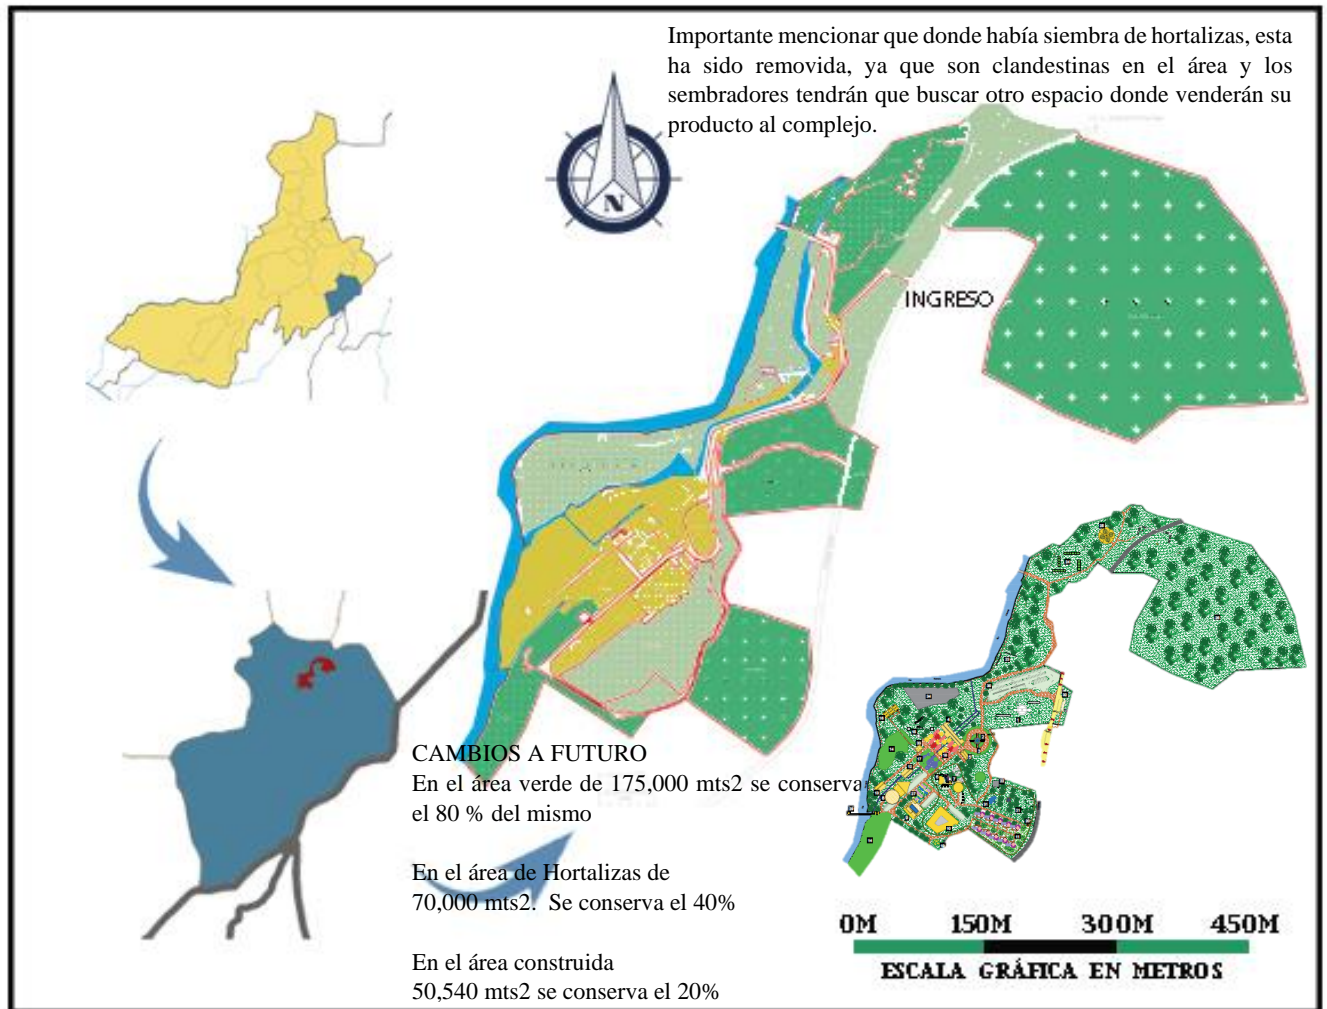 Importante mencionar que donde había siembra de hortalizas, esta
ha sido removida, ya que son clandestinas en el área y los
sembradores tendrán que buscar otro espacio donde venderán su
producto al complejo.
N
INGRESO
CAMBIOS A FUTURO
En el área verde de 175,000 mts2 se conserva
el 80 % del mismo
En el área de Hortalizas de
70,000 mts2.  Se conserva el 40%
En el área construida
50,540 mts2 se conserva el 20%
0M 150M 300M 450M
ESCALA GRÁFICA EN METROS